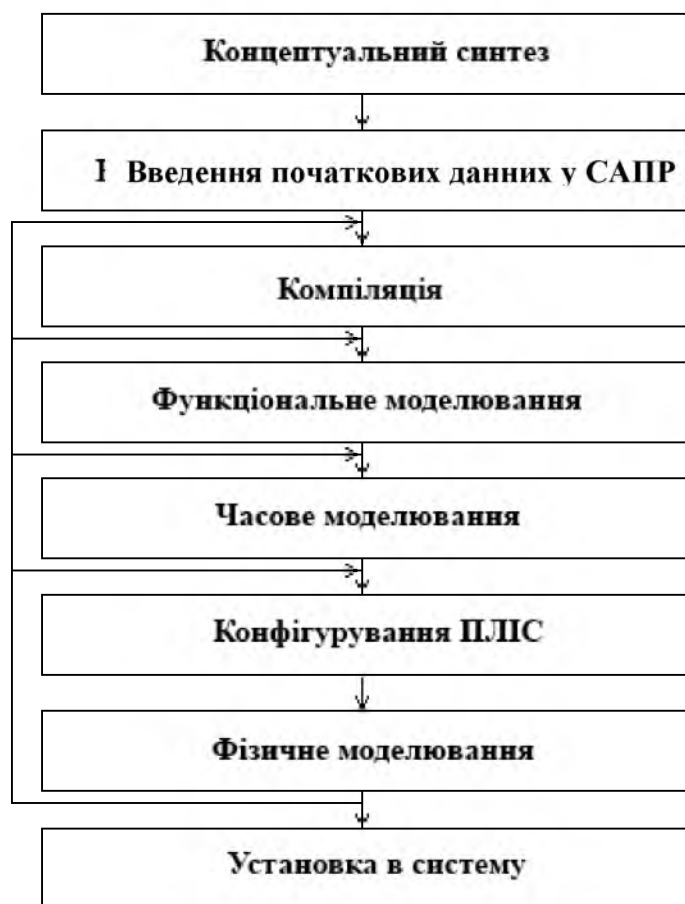 Концептуальний синтез
Введення початкових данних у САПР
Компіляція
Функціональне моделювання
Часове моделювання
Конфігурування ПЛІС
Фізичне моделювання
Установка в систему